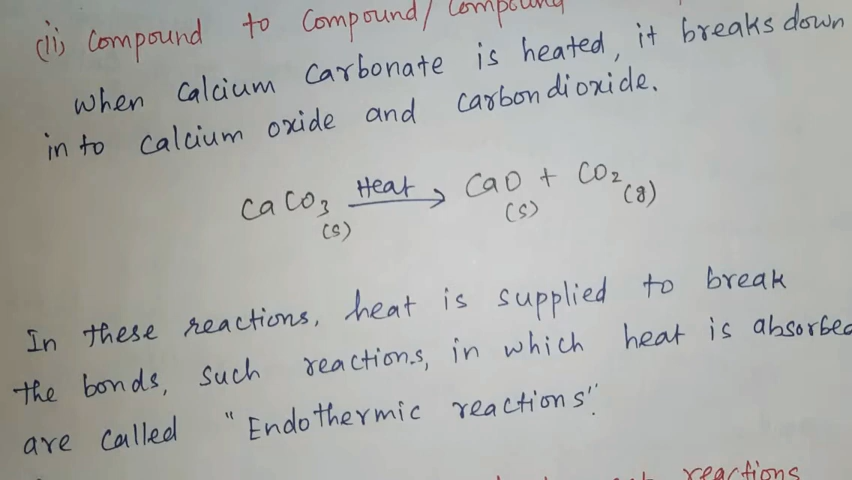 (ii) Compound to Compound/Compound
When Calcium Carbonate is heated, it breaks down
in to Calcium oxide and Carbondioxide.
CaCO3 (s) Heat → CaO (s) + CO2 (g)
In these reactions, heat is supplied to break
the bonds, such reactions, in which heat is absorbed
are called "Endothermic reactions".
reactions